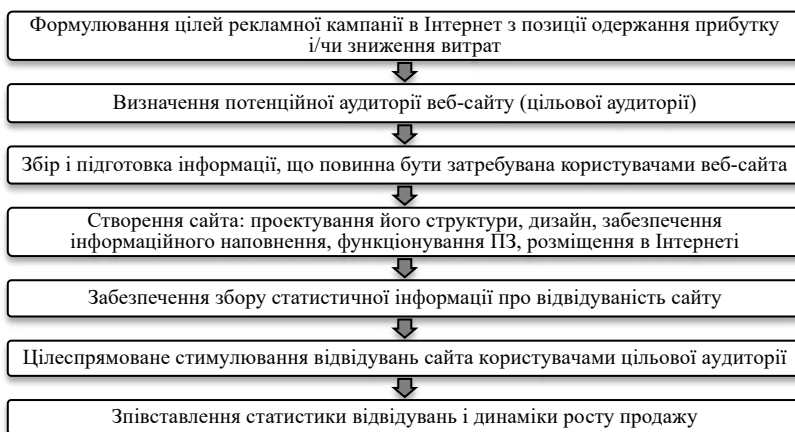 Формулювання цілей рекламної кампанії в Інтернет з позиції одержання прибутку
і/чи зниження витрат
Визначення потенційної аудиторії веб-сайту (цільової аудиторії)
Збір і підготовка інформації, що повинна бути затребувана користувачами веб-сайта
Створення сайта: проектування його структури, дизайн, забезпечення
інформаційного наповнення, функціонування ПЗ, розміщення в Інтернеті
Забезпечення збору статистичної інформації про відвідуваність сайту
Цілеспрямоване стимулювання відвідувань сайта користувачами цільової аудиторії
Зпівставлення статистики відвідувань і динаміки росту продажу